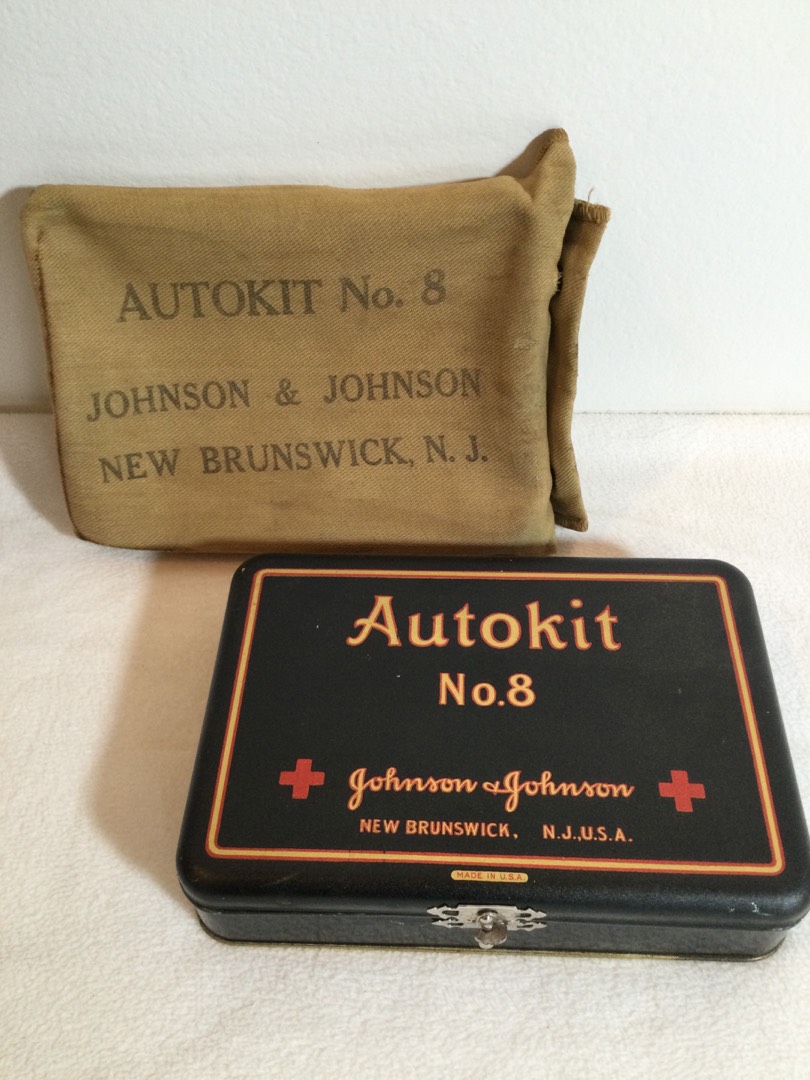 AUTOKIT No. 8
JOHNSON & JOHNSON
NEW BRUNSWICK, N. J.
Autokit
No.8
Johnson & Johnson
NEW BRUNSWICK, N.J.,U.S.A.
MADE IN U.S.A.